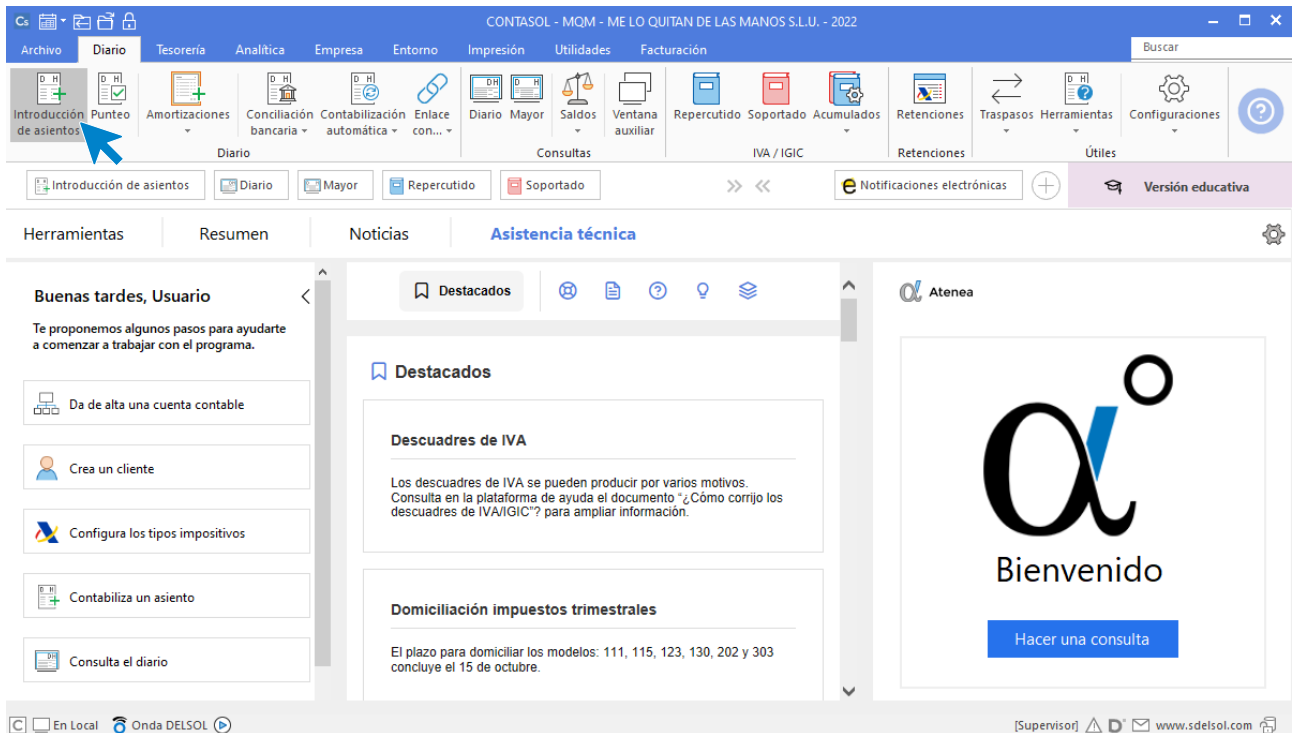 Cs
CONTASOL - MQM - ME LO QUITAN DE LAS MANOS S.L.U. - 2022
Archivo Diario Tesorería Analítica Empresa Entorno Impresión Utilidades Facturación Buscar
Introducción de asientos
Punteo
Amortizaciones
Conciliación bancaria
Contabilización automática
Enlace con...
Diario
Mayor
Saldos
Ventana auxiliar
Repercutido
Soportado
Acumulados
Retenciones
Traspasos
Herramientas
Configuraciones
Diario Consultas IVA / IGIC Retenciones Útiles
Introducción de asientos Diario Mayor Repercutido Soportado Notificaciones electrónicas Versión educativa
Herramientas Resumen Noticias Asistencia técnica
Buenas tardes, Usuario
Te proponemos algunos pasos para ayudarte
a comenzar a trabajar con el programa.
Da de alta una cuenta contable
Crea un cliente
Configura los tipos impositivos
Contabiliza un asiento
Consulta el diario
Destacados
Destacados
Descuadres de IVA
Los descuadres de IVA se pueden producir por varios motivos.
Consulta en la plataforma de ayuda el documento “¿Cómo corrijo los
descuadres de IVA/IGIC”? para ampliar información.
Domiciliación impuestos trimestrales
El plazo para domiciliar los modelos: 111, 115, 123, 130, 202 y 303
concluye el 15 de octubre.
Atenea
Bienvenido
Hacer una consulta
C En Local Onda DELSOL [Supervisor] D www.sdelsol.com